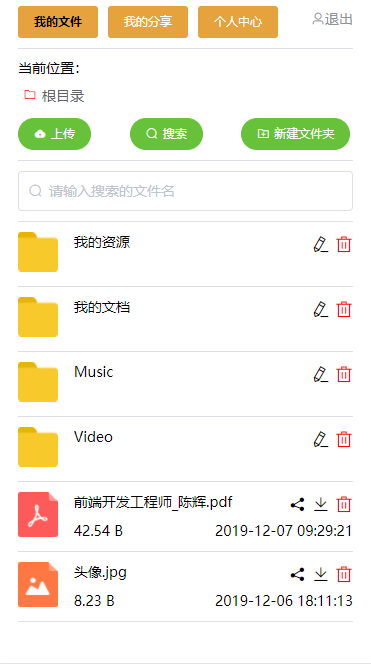 我的文件 我的分享 个人中心 退出
当前位置：
根目录
上传 搜索 新建文件夹
请输入搜索的文件名
我的资源
我的文档
Music
Video
前端开发工程师_陈辉.pdf
42.54 B 2019-12-07 09:29:21
头像.jpg
8.23 B 2019-12-06 18:11:13